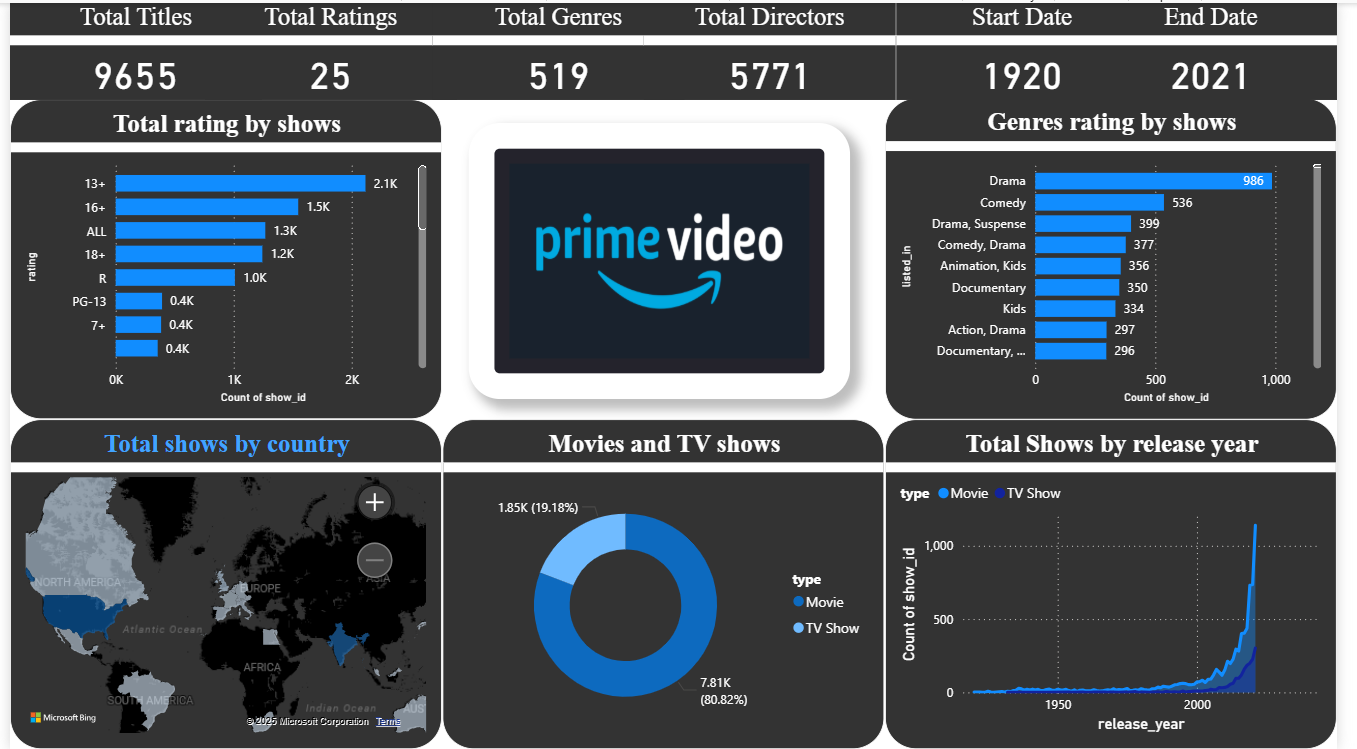 Total Titles Total Ratings Total Genres Total Directors Start Date End Date
9655 25 519 5771 1920 2021
Total rating by shows
rating
13+ 2.1K
16+ 1.5K
ALL 1.3K
18+ 1.2K
R 1.0K
PG-13 0.4K
7+ 0.4K
0.4K
0K 1K 2K
Count of show_id
prime video
Genres rating by shows
listed_in
Drama 986
Comedy 536
Drama, Suspense 399
Comedy, Drama 377
Animation, Kids 356
Documentary 350
Kids 334
Action, Drama 297
Documentary, ... 296
0 500 1,000
Count of show_id
Total shows by country
NORTH AMERICA
EUROPE
ASIA
Atlantic Ocean
AFRICA
SOUTH AMERICA
Indian Ocean
AUS
Microsoft Bing
© 2025 Microsoft Corporation Terms
Movies and TV shows
1.85K (19.18%)
type
Movie
TV Show
7.81K
(80.82%)
Total Shows by release year
type Movie TV Show
Count of show_id
1,000
500
0
1950 2000
release_year